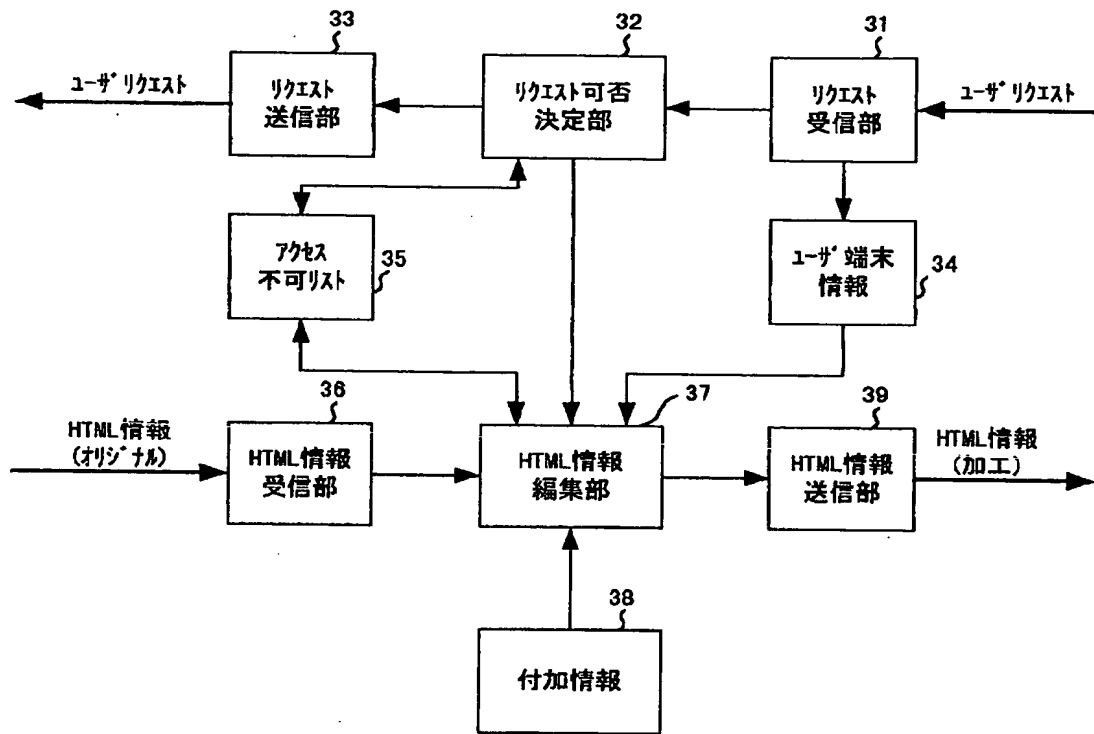 33
32
31
ﾕｰｻﾞﾘｸｴｽﾄ
ﾘｸｴｽﾄ
送信部
ﾘｸｴｽﾄ可否
決定部
ﾘｸｴｽﾄ
受信部
ﾕｰｻﾞﾘｸｴｽﾄ
ｱｸｾｽ
不可ﾘｽﾄ
35
ﾕｰｻﾞ端末
情報
34
36
37
39
HTML情報
(ｵﾘｼﾞﾅﾙ)
HTML情報
受信部
HTML情報
編集部
HTML情報
送信部
HTML情報
(加工)
38
付加情報